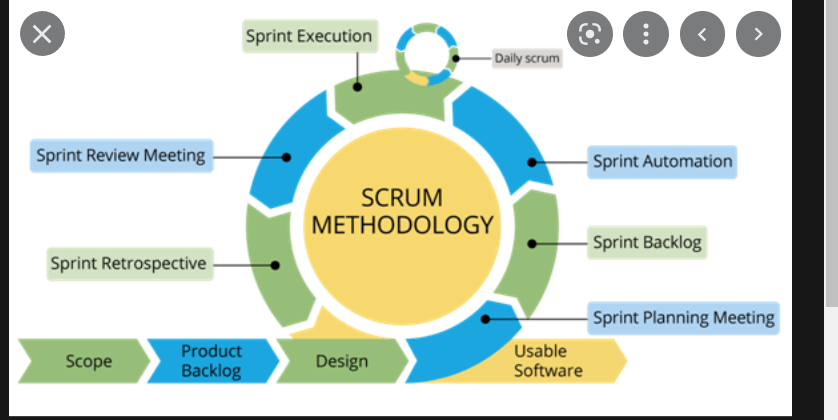 Sprint Execution
Daily scrum
Sprint Review Meeting
Sprint Automation
SCRUM
METHODOLOGY
Sprint Backlog
Sprint Retrospective
Sprint Planning Meeting
Scope
Product
Backlog
Design
Usable
Software